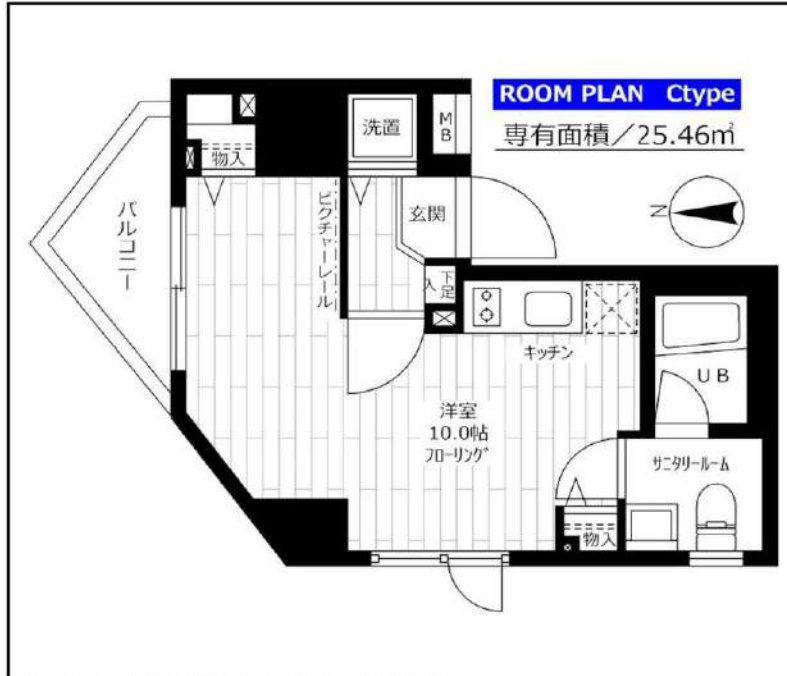 ROOM PLAN Ctype
専有面積／25.46㎡
MB
洗置
物入
玄関
バルコニー
ピクチャーレール
N
下足入
キッチン
UB
洋室
10.0帖
フローリング
サニタリールーム
物入